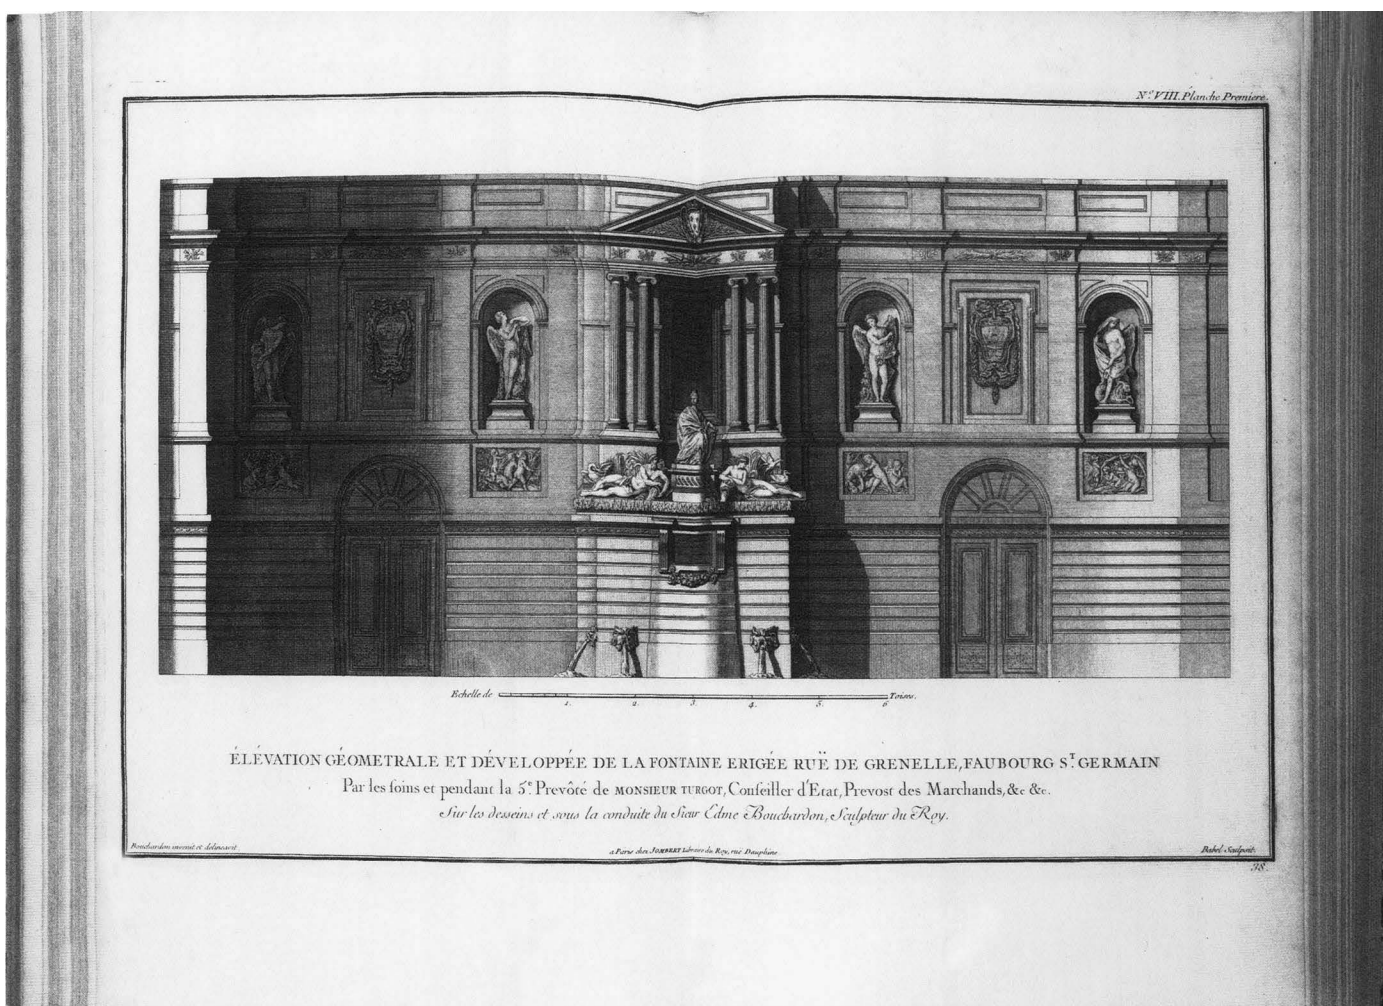 N.º VIII. Planche Premiere.
Echelle de 1. 2. 3. 4. 5. 6 Toises.
ÉLÉVATION GÉOMETRALE ET DÉVELOPPÉE DE LA FONTAINE ERIGÉE RUË DE GRENELLE, FAUBOURG S.T GERMAIN
Par les soins et pendant la 5.e Prevôté de MONSIEUR TURGOT, Conseiller d'Etat, Prevost des Marchands, &c &c.
Sur les desseins et sous la conduite du Sieur Edme Bouchardon, Sculpteur du Roy.
Bouchardon invenit et delineavit.
a Paris chez JOMBERT Libraire du Roy, rue Dauphine.
Babel Sculpsit.
38.